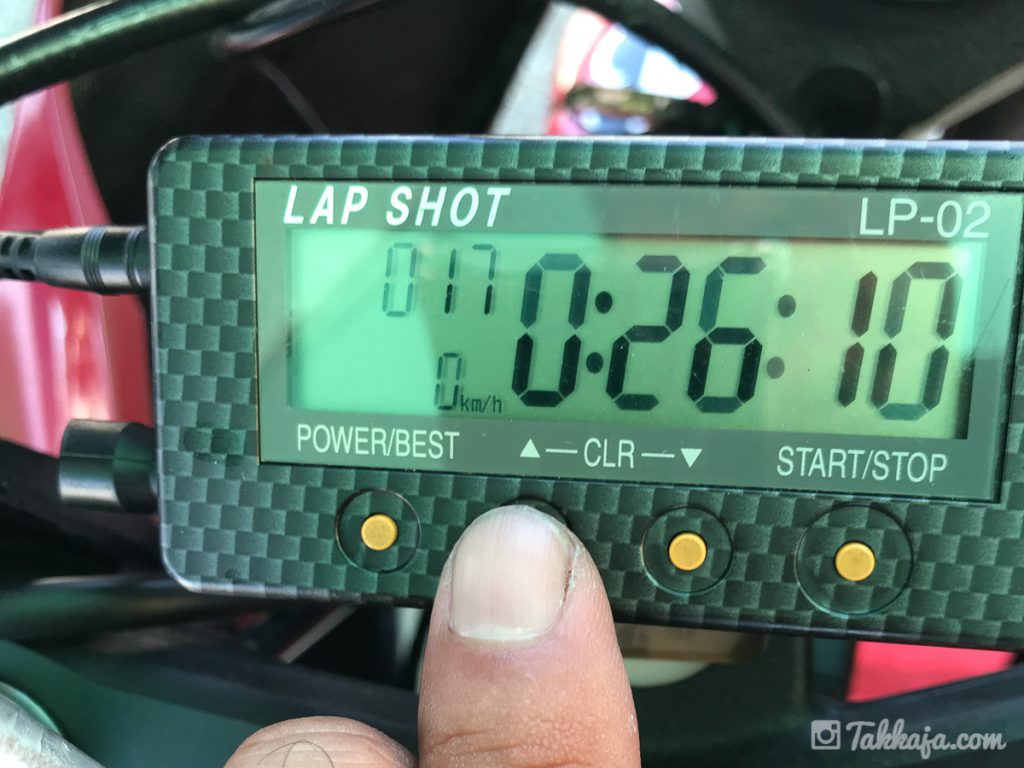 LAP SHOT LP-02
017 0:26:10
0km/h
POWER/BEST ▲—CLR—▼ START/STOP
Takkaja.com